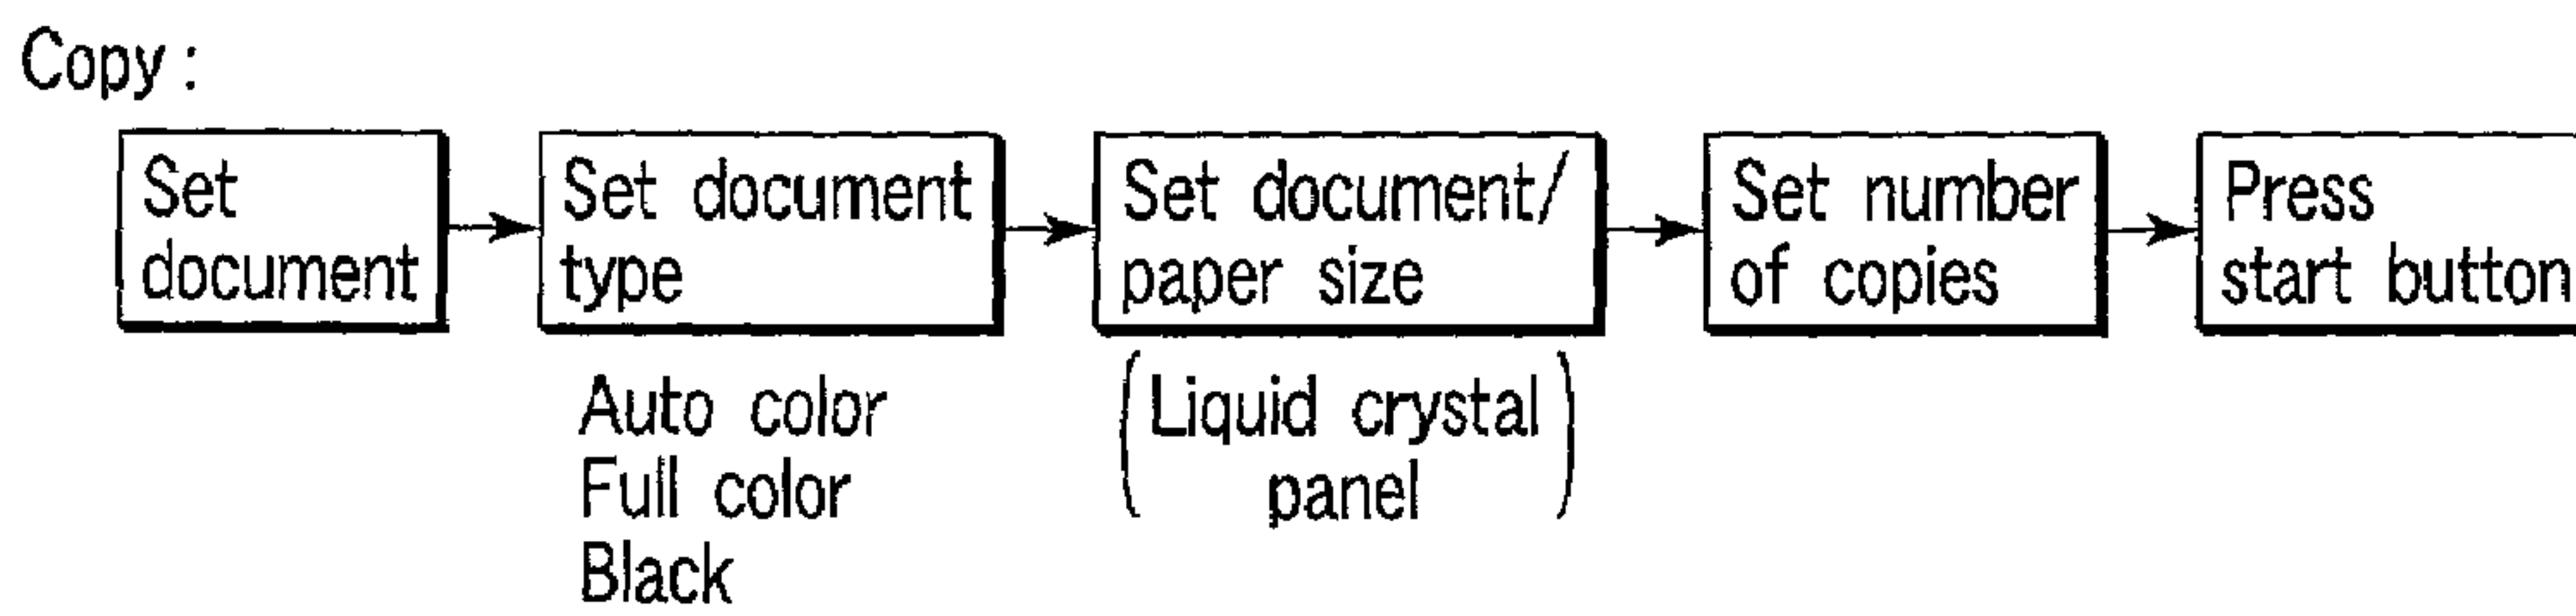 Copy :
Set
document
Set document
type
Set document/
paper size
Set number
of copies
Press
start button
Auto color
Full color
Black
(Liquid crystal
panel)